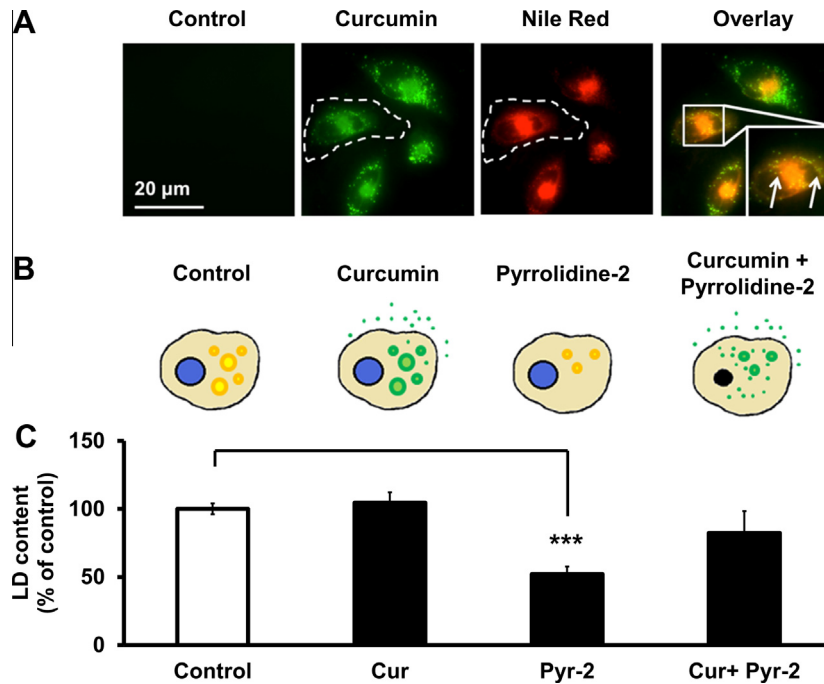 A
Control Curcumin Nile Red Overlay
20 µm
B
Control Curcumin Pyrrolidine-2 Curcumin +
Pyrrolidine-2
C
150
100
50
0
LD content
(% of control)
***
Control Cur Pyr-2 Cur+ Pyr-2